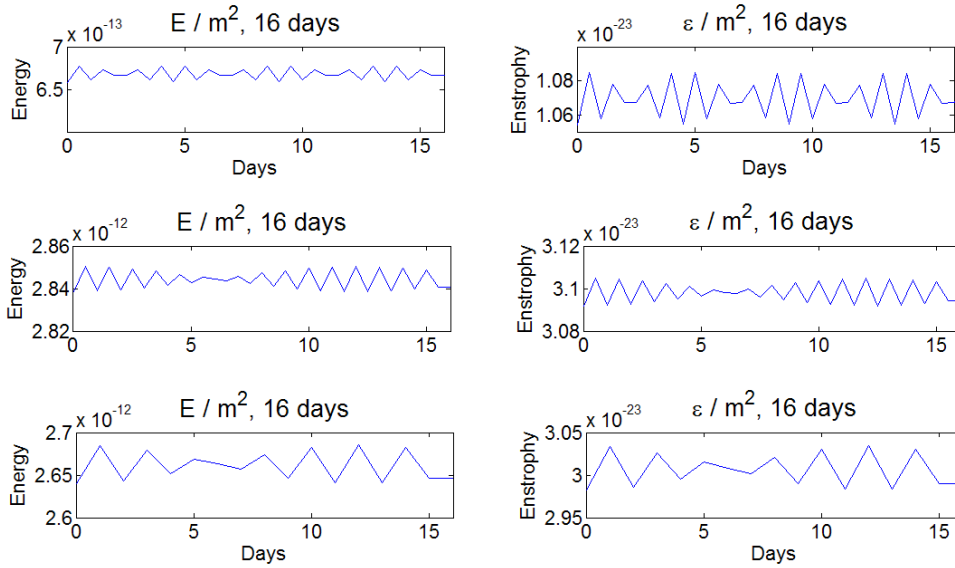 E / m², 16 days
x 10⁻¹³
7
6.5
Energy
0 5 10 15
Days
ε / m², 16 days
x 10⁻²³
1.08
1.06
Enstrophy
0 5 10 15
Days
E / m², 16 days
x 10⁻¹²
2.86
2.84
2.82
Energy
0 5 10 15
Days
ε / m², 16 days
x 10⁻²³
3.12
3.10
3.08
Enstrophy
0 5 10 15
Days
E / m², 16 days
x 10⁻¹²
2.7
2.65
2.6
Energy
0 5 10 15
Days
ε / m², 16 days
x 10⁻²³
3.05
3
2.95
Enstrophy
0 5 10 15
Days